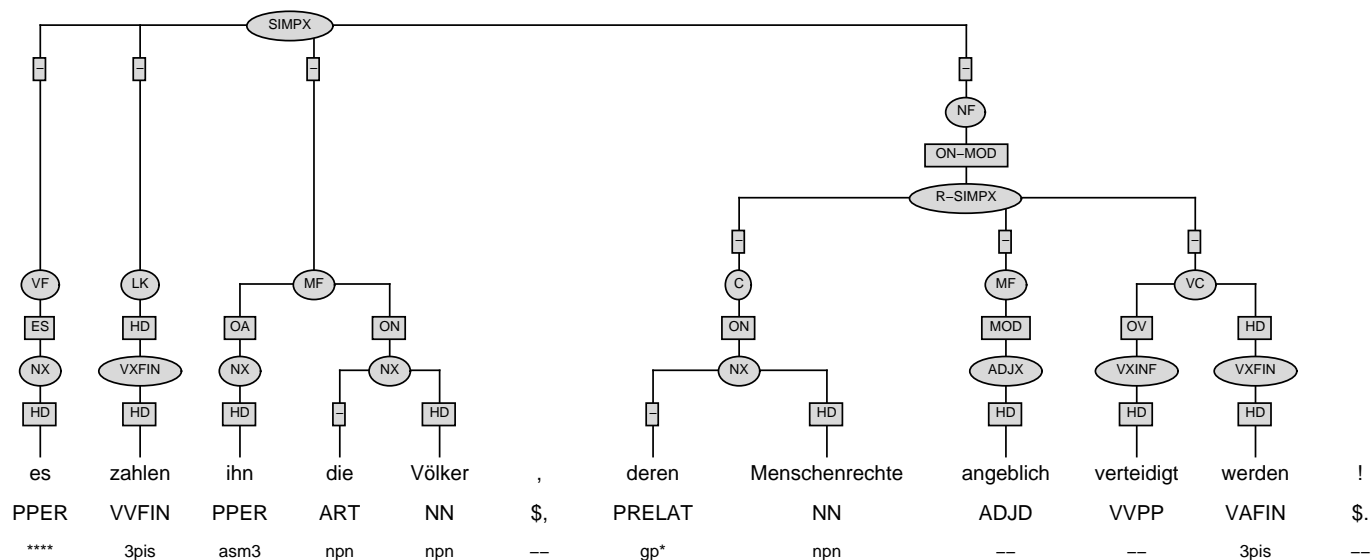 SIMPX
– – – –
NF
ON–MOD
R–SIMPX
– – –
VF LK MF C MF VC
ES HD OA ON ON MOD OV HD
NX VXFIN NX NX NX ADJX VXINF VXFIN
HD HD HD – HD – HD HD HD HD
es zahlen ihn die Völker , deren Menschenrechte angeblich verteidigt werden !
PPER VVFIN PPER ART NN $, PRELAT NN ADJD VVPP VAFIN $.
**** 3pis asm3 npn npn –– gp* npn –– –– 3pis ––